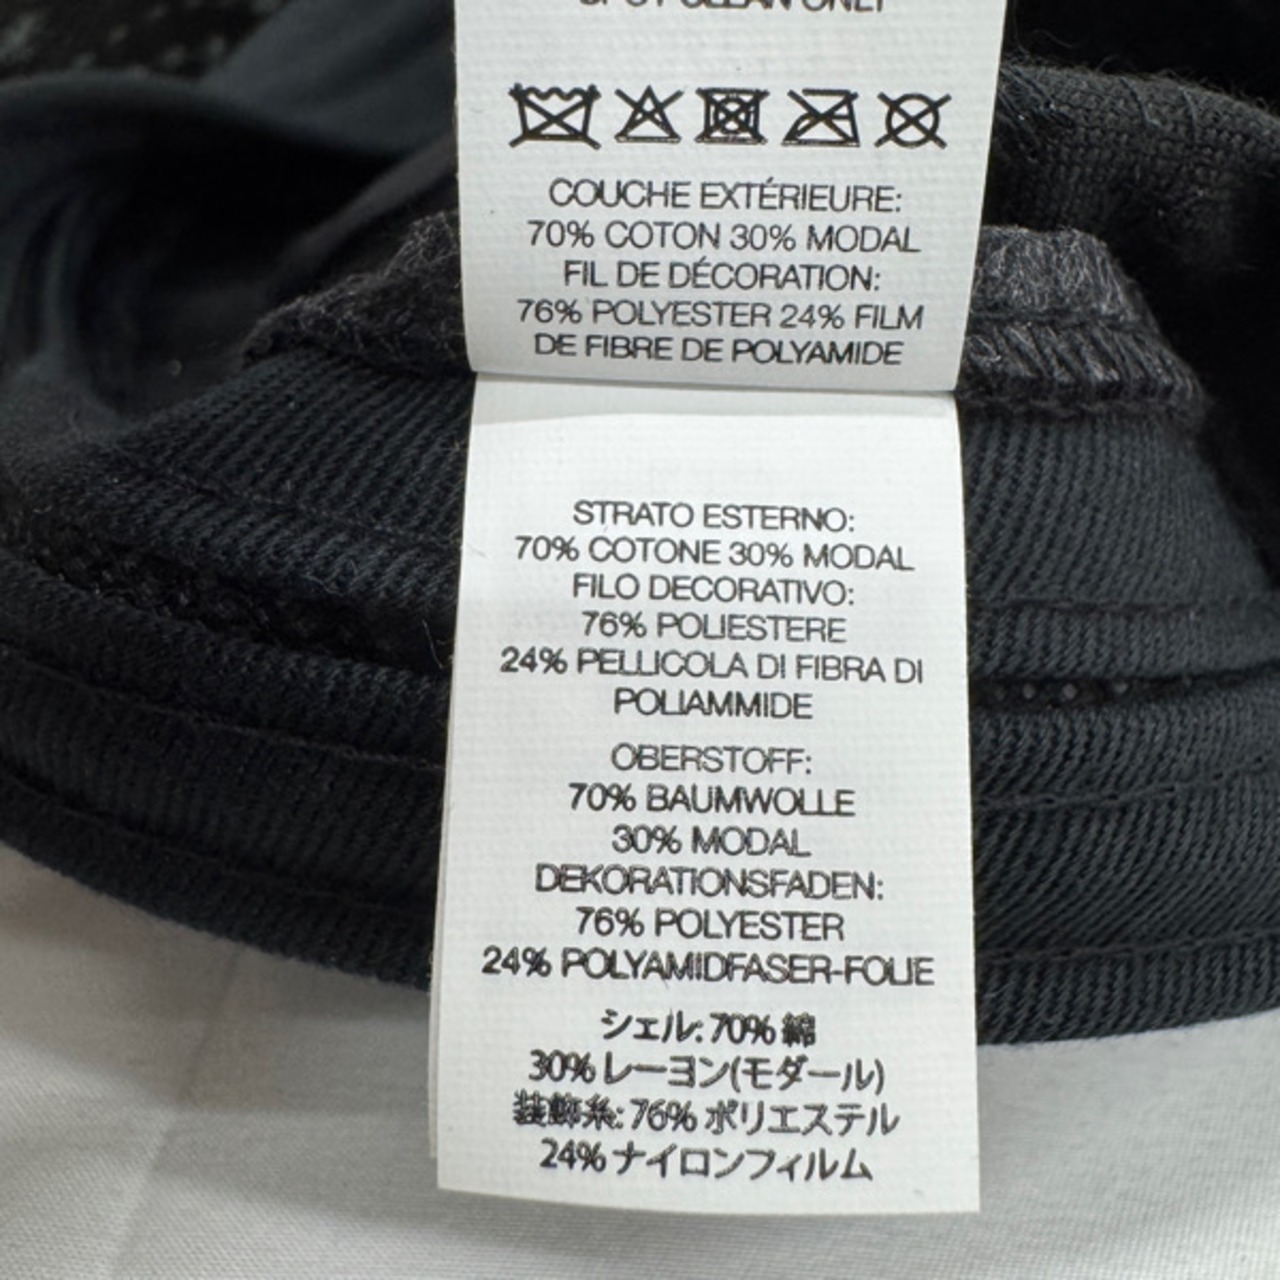 SPOT CLEAN ONLY
COUCHE EXTÉRIEURE:
70% COTON 30% MODAL
FIL DE DÉCORATION:
76% POLYESTER 24% FILM
DE FIBRE DE POLYAMIDE
STRATO ESTERNO:
70% COTONE 30% MODAL
FILO DECORATIVO:
76% POLIESTERE
24% PELLICOLA DI FIBRA DI
POLIAMMIDE
OBERSTOFF:
70% BAUMWOLLE
30% MODAL
DEKORATIONSFADEN:
76% POLYESTER
24% POLYAMIDFASER-FOLIE
シェル: 70% 綿
30% レーヨン(モダール)
装飾糸: 76% ポリエステル
24% ナイロンフィルム